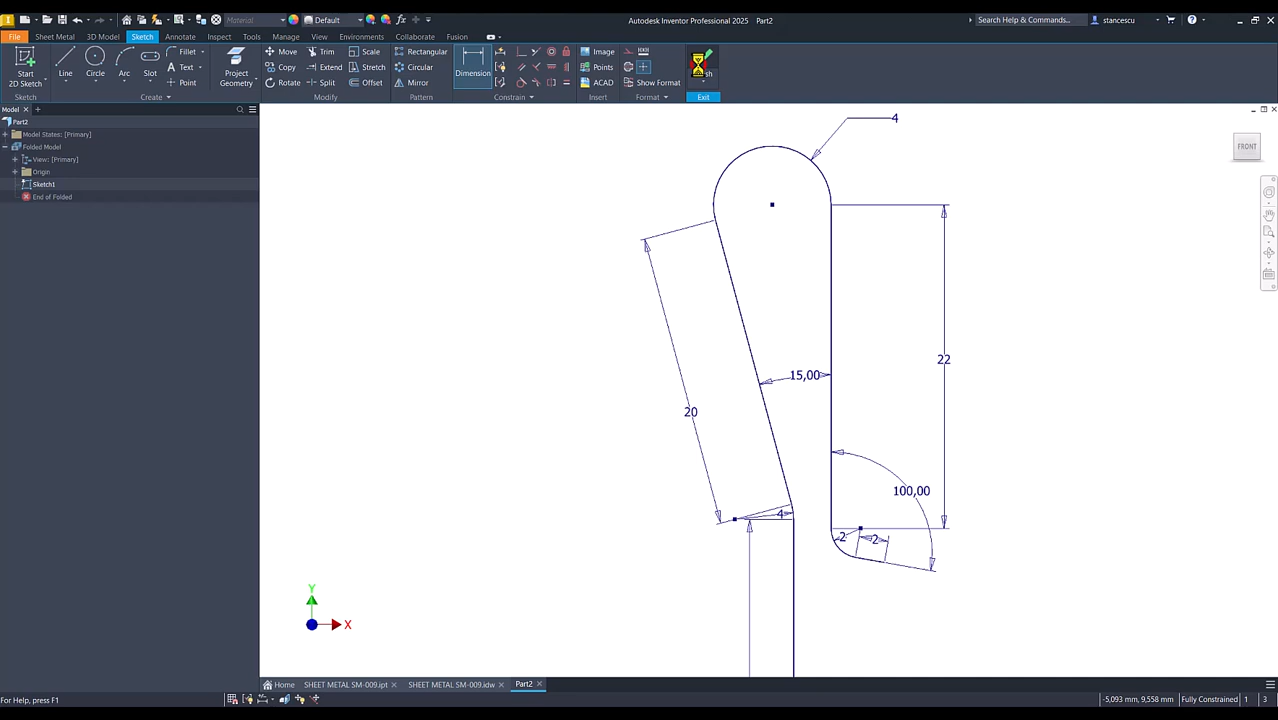 Material
Default
Autodesk Inventor Professional 2025 Part2
Search Help & Commands...
stancescu
File
Sheet Metal
3D Model
Sketch
Annotate
Inspect
Tools
Manage
View
Environments
Collaborate
Fusion
Start
2D Sketch
Line
Circle
Arc
Slot
Fillet
Text
Point
Project
Geometry
Move
Copy
Rotate
Trim
Extend
Split
Scale
Stretch
Offset
Rectangular
Circular
Mirror
Dimension
Image
Points
ACAD
Show Format
Sketch
Create
Modify
Pattern
Constrain
Insert
Format
Exit
Model
Part2
Model States: [Primary]
Folded Model
View: [Primary]
Origin
Sketch1
End of Folded
FRONT
4
22
15,00
20
100,00
4
2
2
Y
X
Home
SHEET METAL SM-009.ipt
SHEET METAL SM-009.idw
Part2
For Help, press F1
-5,093 mm, 9,558 mm
Fully Constrained
1
3